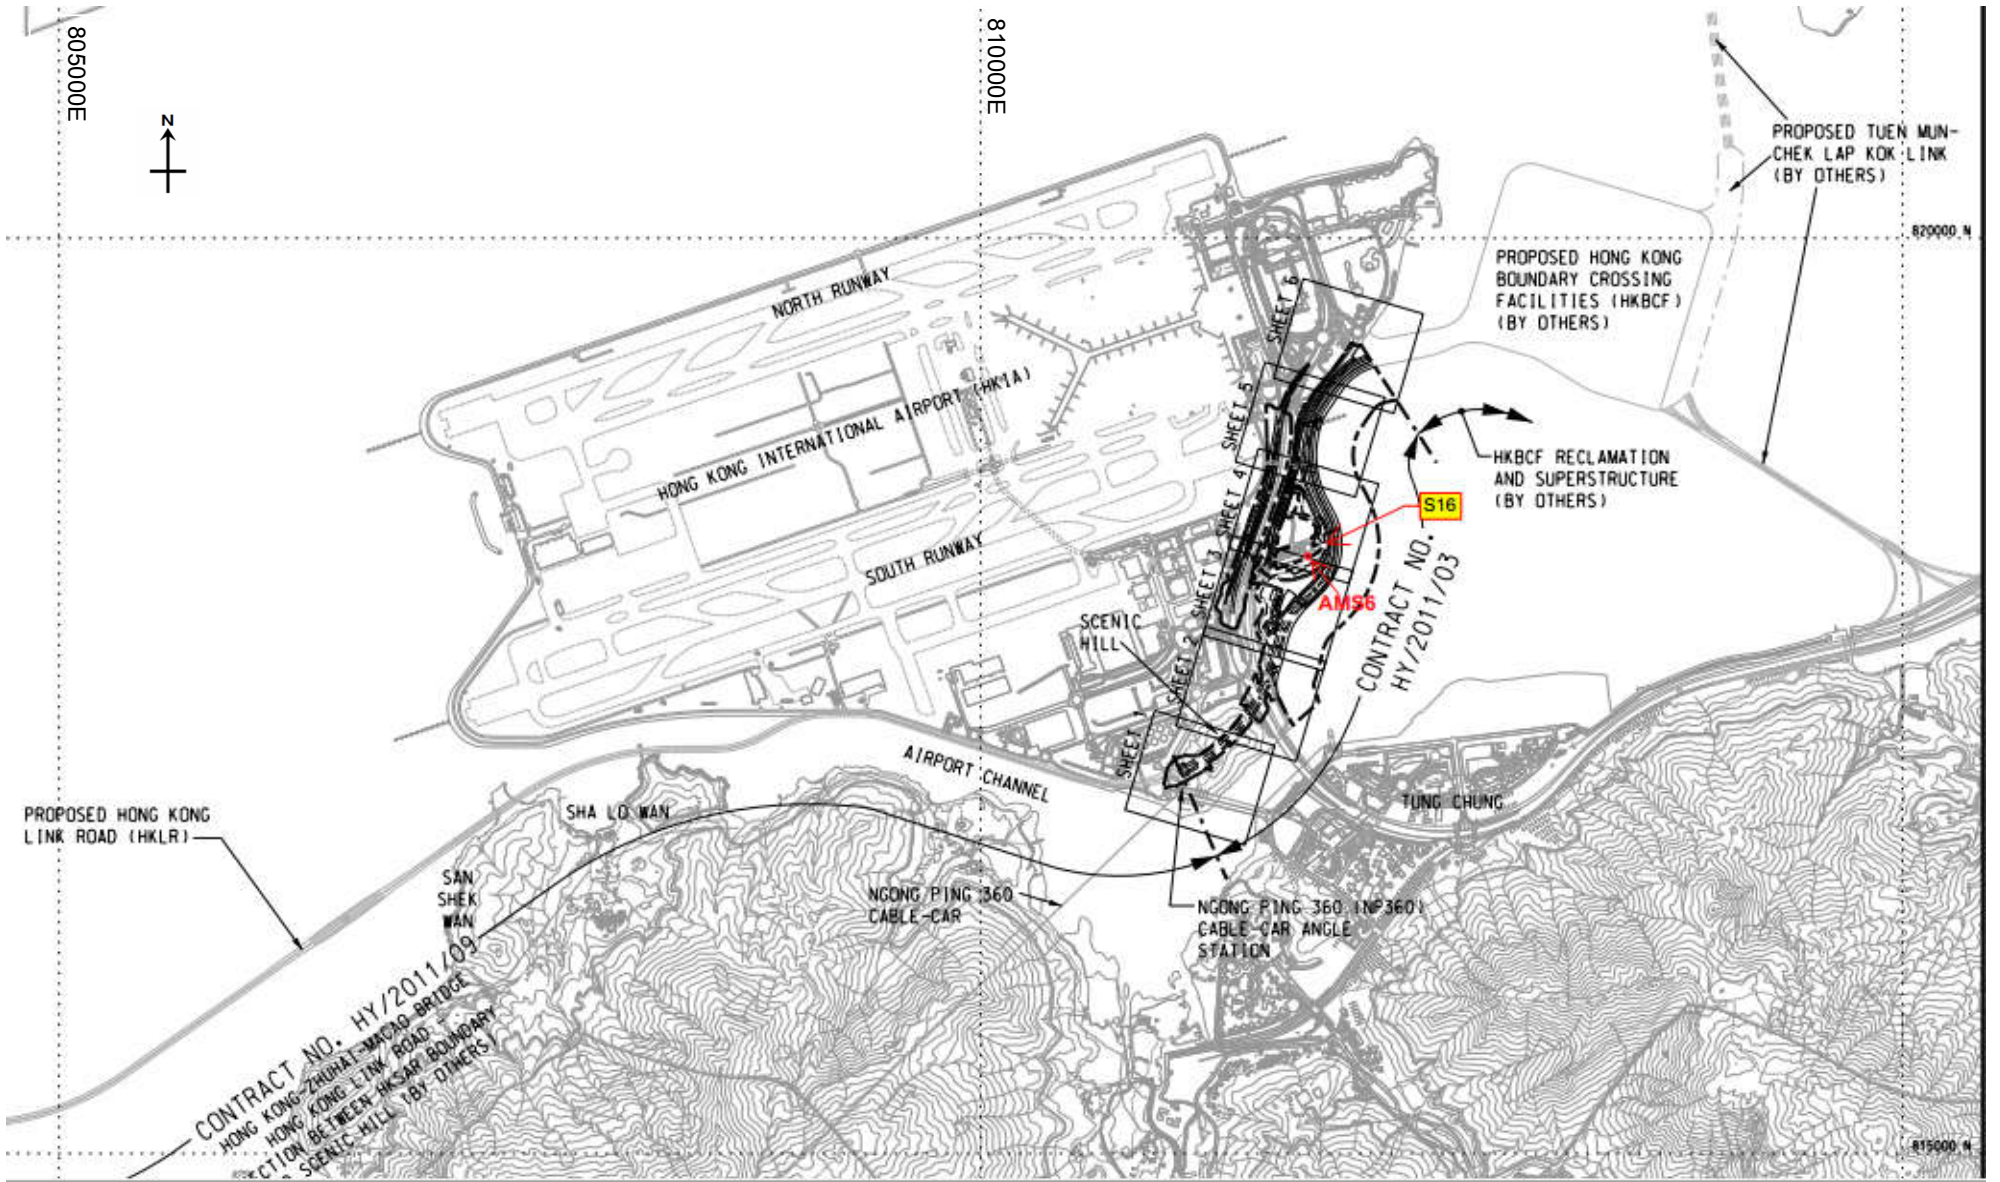 805000E
810000E
N
PROPOSED TUEN MUN-
CHEK LAP KOK LINK
(BY OTHERS)
820000 N
PROPOSED HONG KONG
BOUNDARY CROSSING
FACILITIES (HKBCF)
(BY OTHERS)
NORTH RUNWAY
SHEET 6
HONG KONG INTERNATIONAL AIRPORT (HKIA)
SHEET 5
HKBCF RECLAMATION
AND SUPERSTRUCTURE
(BY OTHERS)
SHEET 4
S16
SOUTH RUNWAY
SHEET 3
AMS6
CONTRACT NO.
HY/2011/03
SCENIC
HILL
SHEET 2
SHEET 1
AIRPORT CHANNEL
TUNG CHUNG
SHA LO WAN
PROPOSED HONG KONG
LINK ROAD (HKLR)
SAN
SHEK
WAN
NGONG PING 360
CABLE-CAR
NGONG PING 360 (NP360)
CABLE-CAR ANGLE
STATION
CONTRACT NO. HY/2011/09
HONG KONG-ZHUHAI-MACAO BRIDGE
HONG KONG LINK ROAD -
SECTION BETWEEN HKSAR BOUNDARY
SCENIC HILL (BY OTHERS)
815000 N